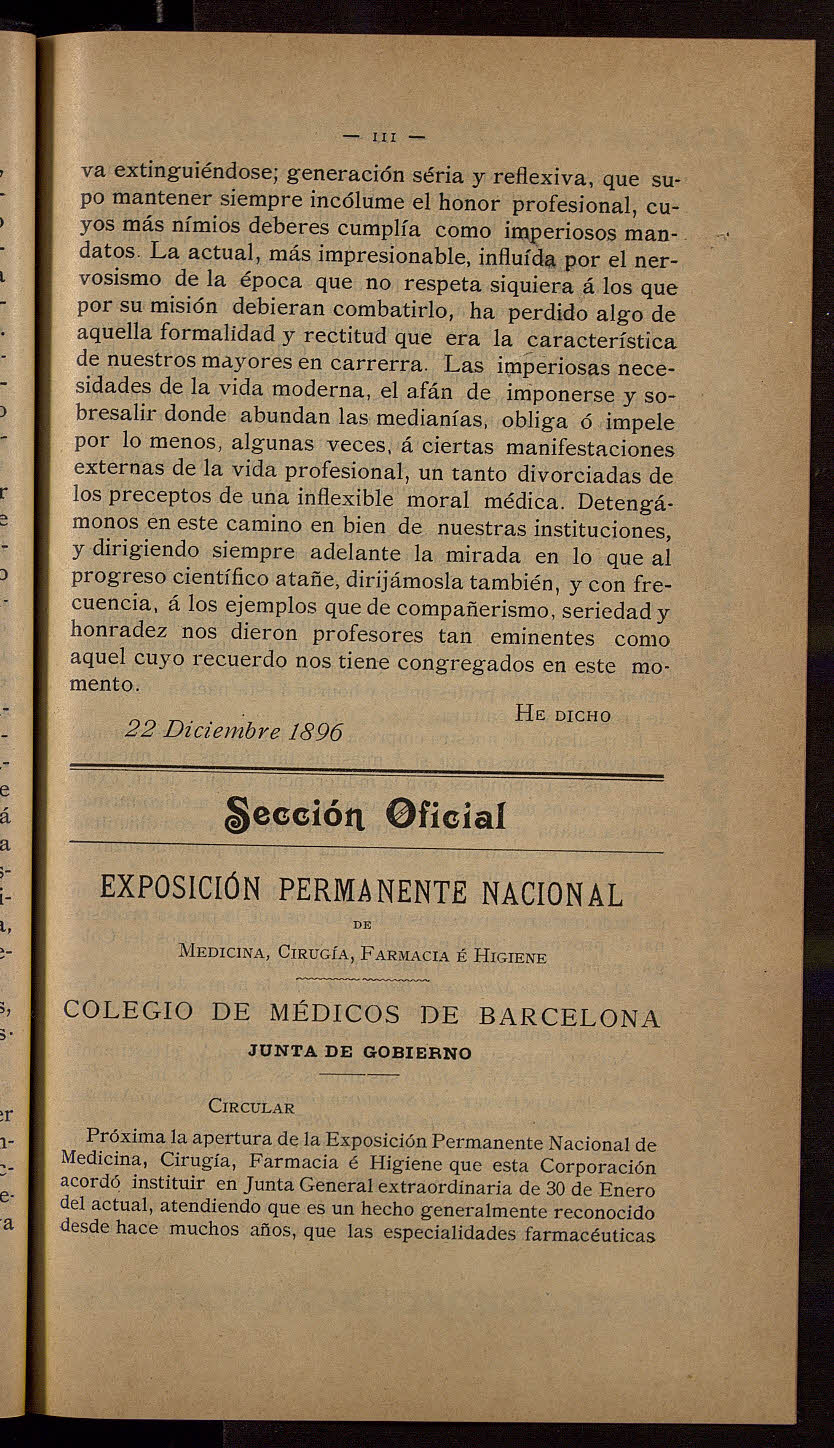 — 111 —
va extinguiéndose; generación séria y reflexiva, que su-
po mantener siempre incólume el honor profesional, cu-
yos más nímios deberes cumplía como imperiosos man-
datos. La actual, más impresionable, influída por el ner-
vosismo de la época que no respeta siquiera á los que
por su misión debieran combatirlo, ha perdido algo de
aquella formalidad y rectitud que era la característica
de nuestros mayores en carrerra. Las imperiosas nece-
sidades de la vida moderna, el afán de imponerse y so-
bresalir donde abundan las medianías, obliga ó impele
por lo menos, algunas veces, á ciertas manifestaciones
externas de la vida profesional, un tanto divorciadas de
los preceptos de una inflexible moral médica. Detengá-
monos en este camino en bien de nuestras instituciones,
y dirigiendo siempre adelante la mirada en lo que al
progreso científico atañe, dirijámosla también, y con fre-
cuencia, á los ejemplos que de compañerismo, seriedad y
honradez nos dieron profesores tan eminentes como
aquel cuyo recuerdo nos tiene congregados en este mo-
mento.
HE DICHO
22 Diciembre 1896
Sección Oficial
EXPOSICIÓN PERMANENTE NACIONAL
DE
MEDICINA, CIRUGÍA, FARMACIA É HIGIENE
COLEGIO DE MÉDICOS DE BARCELONA
JUNTA DE GOBIERNO
CIRCULAR
Próxima la apertura de la Exposición Permanente Nacional de
Medicina, Cirugía, Farmacia é Higiene que esta Corporación
acordó instituir en Junta General extraordinaria de 30 de Enero
del actual, atendiendo que es un hecho generalmente reconocido
desde hace muchos años, que las especialidades farmacéuticas